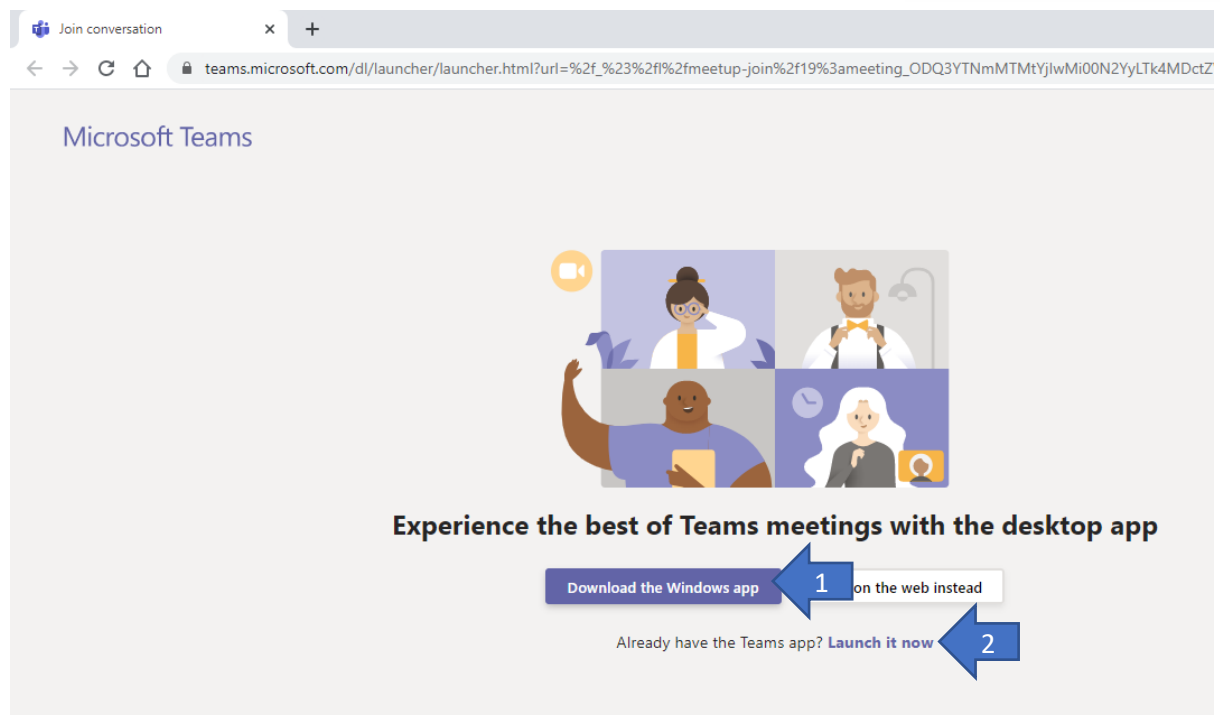 Join conversation
teams.microsoft.com/dl/launcher/launcher.html?url=%2f_%23%2fl%2fmeetup-join%2f19%3ameeting_ODQ3YTNmMTMtYjIwMi00N2YyLTk4MDctZ
Microsoft Teams
Experience the best of Teams meetings with the desktop app
Download the Windows app 1 on the web instead
Already have the Teams app? Launch it now 2